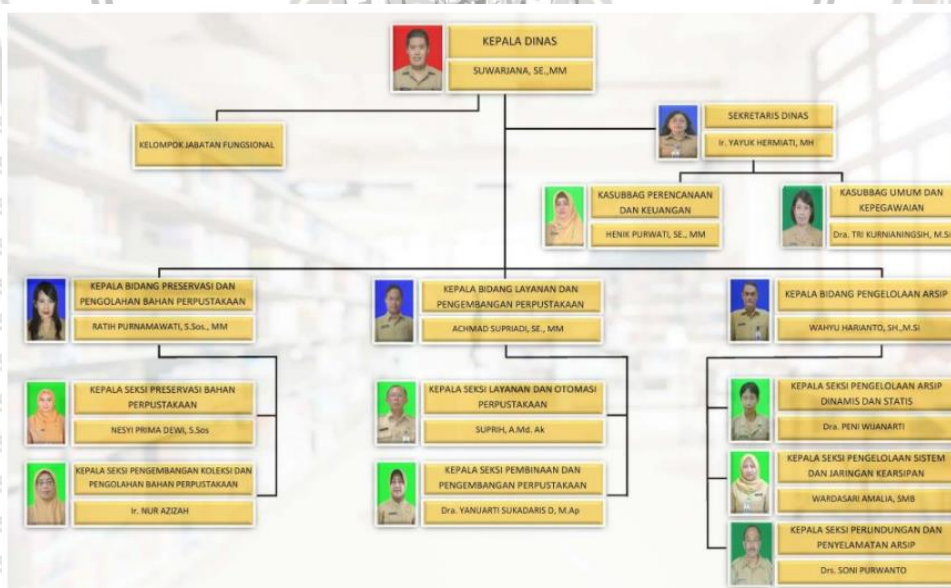 KEPALA DINAS
SUWARJANA, SE.,MM
KELOMPOK JABATAN FUNGSIONAL
SEKRETARIS DINAS
Ir. YAYUK HERMIATI, MH
KASUBBAG PERENCANAAN
DAN KEUANGAN
HENIK PURWATI, SE., MM
KASUBBAG UMUM DAN
KEPEGAWAIAN
Dra. TRI KURNIANINGSIH, M.Si
KEPALA BIDANG PRESERVASI DAN
PENGOLAHAN BAHAN PERPUSTAKAAN
RATIH PURNAMAWATI, S.Sos., MM
KEPALA SEKSI PRESERVASI BAHAN
PERPUSTAKAAN
NESYI PRIMA DEWI, S.Sos
KEPALA SEKSI PENGEMBANGAN KOLEKSI DAN
PENGOLAHAN BAHAN PERPUSTAKAAN
Ir. NUR AZIZAH
KEPALA BIDANG LAYANAN DAN
PENGEMBANGAN PERPUSTAKAAN
ACHMAD SUPRIADI, SE., MM
KEPALA SEKSI LAYANAN DAN OTOMASI
PERPUSTAKAAN
SUPRIH, A.Md. Ak
KEPALA SEKSI PEMBINAAN DAN
PENGEMBANGAN PERPUSTAKAAN
Dra. YANUARTI SUKADARIS D, M.Ap
KEPALA BIDANG PENGELOLAAN ARSIP
WAHYU HARIANTO, SH.,M.Si
KEPALA SEKSI PENGELOLAAN ARSIP
DINAMIS DAN STATIS
Dra. PENI WIJANARTI
KEPALA SEKSI PENGELOLAAN SISTEM
DAN JARINGAN KEARSIPAN
WARDASARI AMALIA, SMB
KEPALA SEKSI PERLINDUNGAN DAN
PENYELAMATAN ARSIP
Drs. SONI PURWANTO